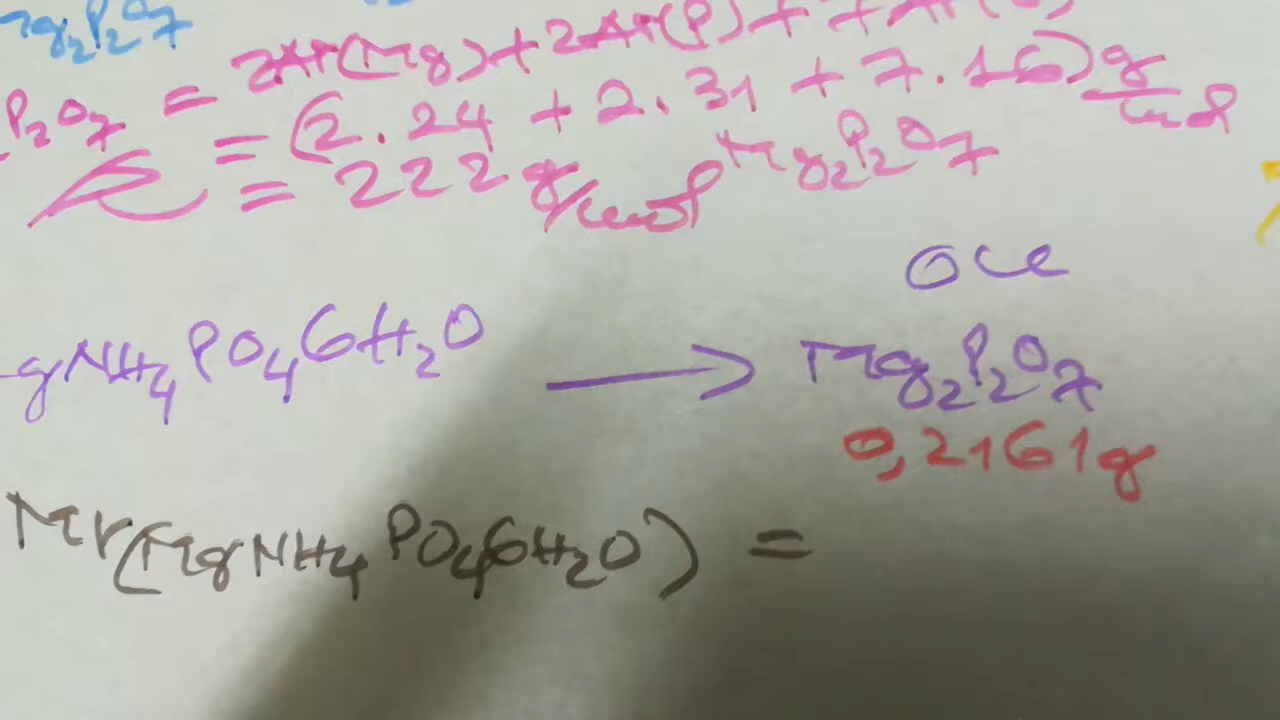 Mg₂P₂O₇
P₂O₇ = 2Ar(Mg) + 2Ar(P) + 7Ar(O)
= (2.24 + 2.31 + 7.16) g/mol
= 222 g/mol Mg₂P₂O₇
OCE
gNH₄PO₄6H₂O → Mg₂P₂O₇
0,2161g
Mr(MgNH₄PO₄6H₂O) =